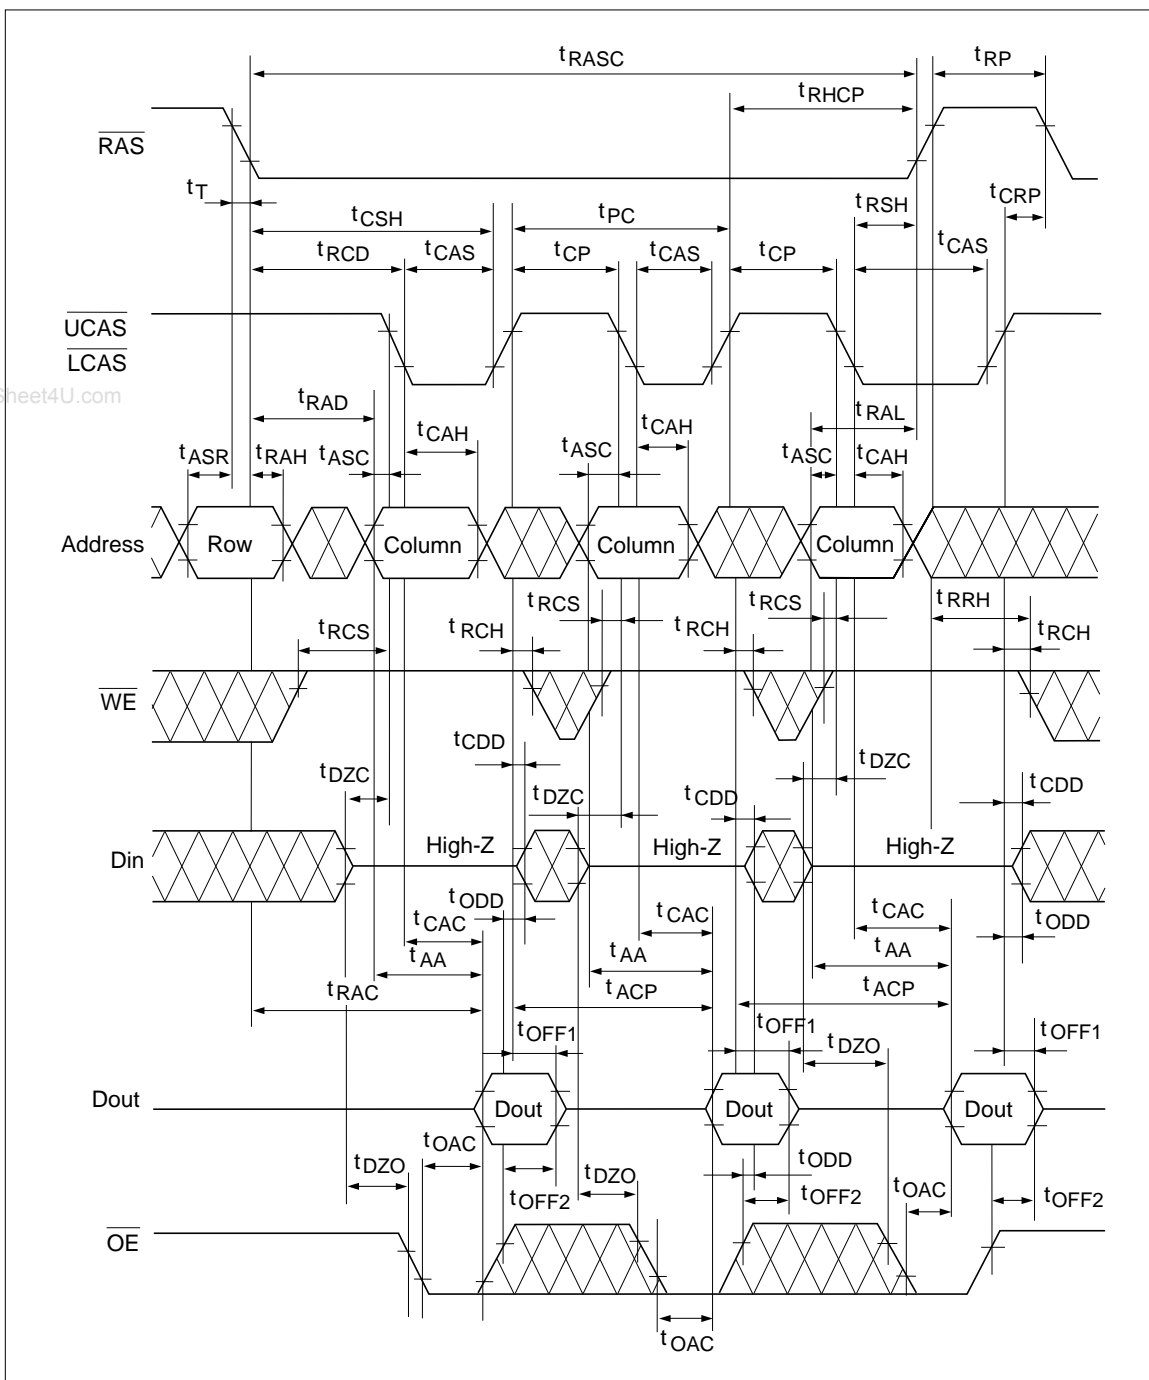 tRASC
tRP
tRHCP
RAS
tT
tCSH
tPC
tRSH
tCRP
tRCD
tCAS
tCP
tCAS
tCP
tCAS
UCAS
LCAS
Sheet4U.com
tRAD
tCAH
tCAH
tRAL
tASR
tRAH
tASC
tASC
tASC
tCAH
Address
Row
Column
Column
Column
tRCS
tRCS
tRCS
tRCH
tRCH
tRRH
tRCH
WE
tCDD
tDZC
tDZC
tDZC
tCDD
tCDD
Din
High-Z
High-Z
High-Z
tODD
tCAC
tCAC
tCAC
tODD
tAA
tAA
tAA
tRAC
tACP
tACP
tOFF1
tOFF1
tDZO
tOFF1
Dout
Dout
Dout
Dout
tOAC
tDZO
tDZO
tODD
tOAC
tOFF2
tOFF2
tOFF2
OE
tOAC